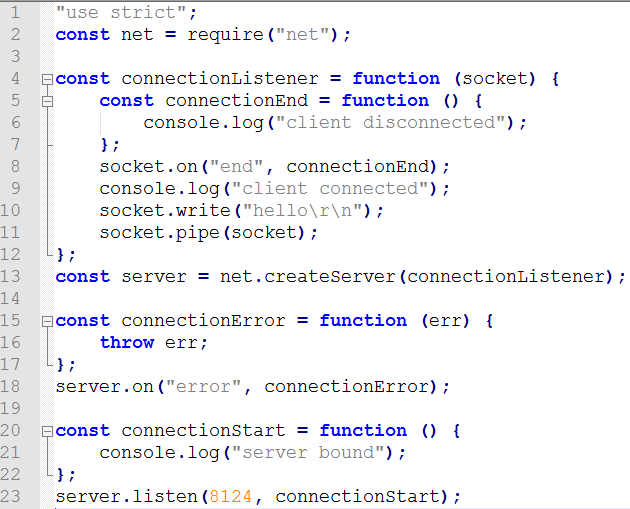 1 "use strict";
2 const net = require("net");
3
4 const connectionListener = function (socket) {
5     const connectionEnd = function () {
6         console.log("client disconnected");
7     };
8     socket.on("end", connectionEnd);
9     console.log("client connected");
10     socket.write("hello\r\n");
11     socket.pipe(socket);
12 };
13 const server = net.createServer(connectionListener);
14
15 const connectionError = function (err) {
16     throw err;
17 };
18 server.on("error", connectionError);
19
20 const connectionStart = function () {
21     console.log("server bound");
22 };
23 server.listen(8124, connectionStart);